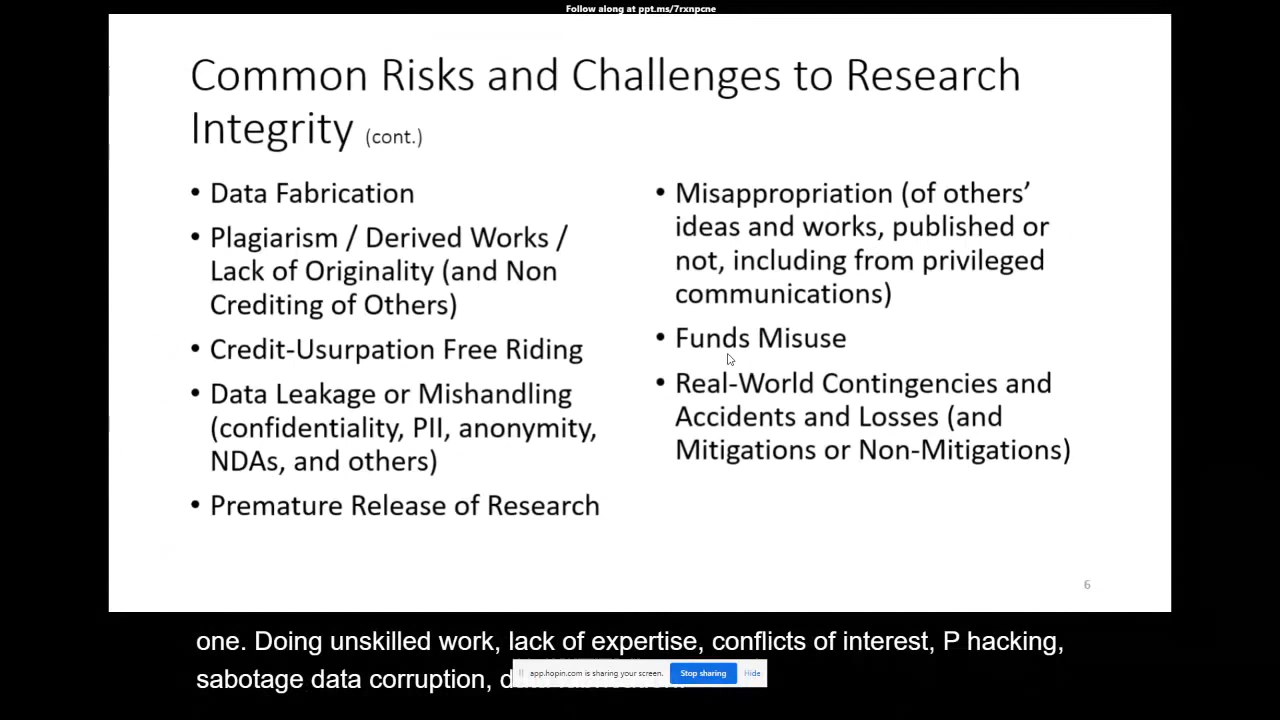 Follow along at ppt.ms/7rxnpcne
Common Risks and Challenges to Research
Integrity (cont.)
• Data Fabrication
• Plagiarism / Derived Works /
Lack of Originality (and Non
Crediting of Others)
• Credit-Usurpation Free Riding
• Data Leakage or Mishandling
(confidentiality, PII, anonymity,
NDAs, and others)
• Premature Release of Research
• Misappropriation (of others’
ideas and works, published or
not, including from privileged
communications)
• Funds Misuse
• Real-World Contingencies and
Accidents and Losses (and
Mitigations or Non-Mitigations)
6
one. Doing unskilled work, lack of expertise, conflicts of interest, P hacking,
sabotage data corruption,
app.hopin.com is sharing your screen.
Stop sharing
Hide